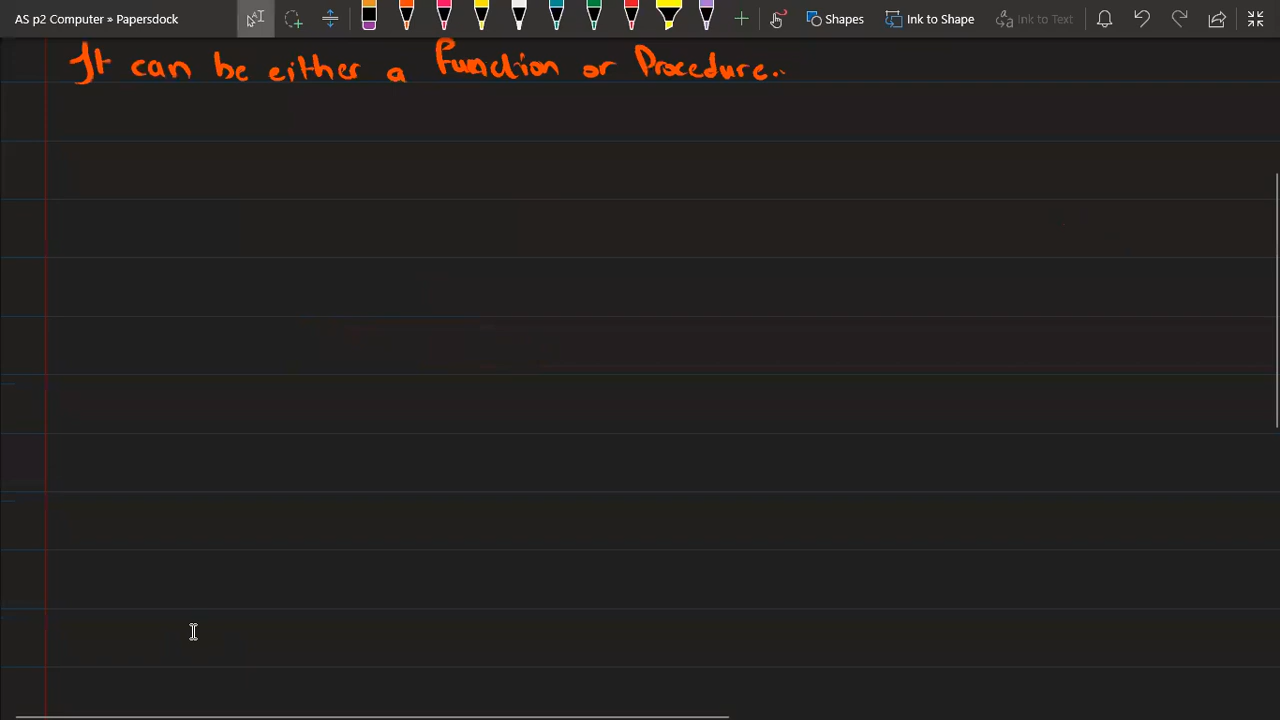 AS p2 Computer » Papersdock
Shapes
Ink to Shape
Ink to Text
It can be either a Function or Procedure.